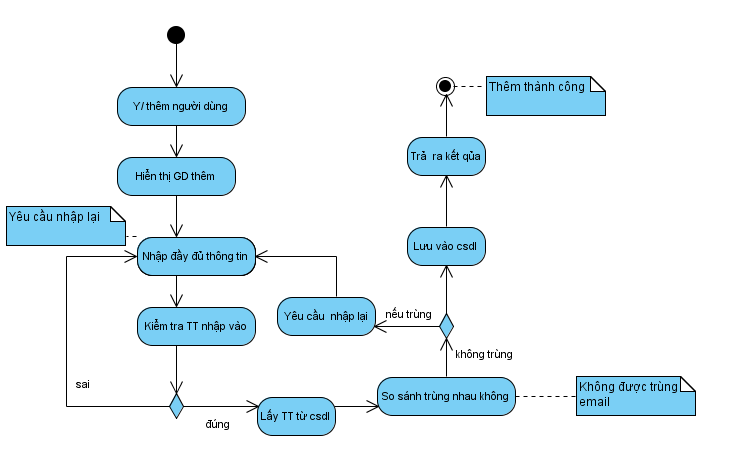 Y/ thêm người dùng
Thêm thành công
Hiển thị GD thêm
Trả ra kết qủa
Yêu cầu nhập lại
Nhập đầy đủ thông tin
Lưu vào csdl
Kiểm tra TT nhập vào
Yêu cầu nhập lại
nếu trùng
không trùng
sai
đúng
Lấy TT từ csdl
So sánh trùng nhau không
Không được trùng
email